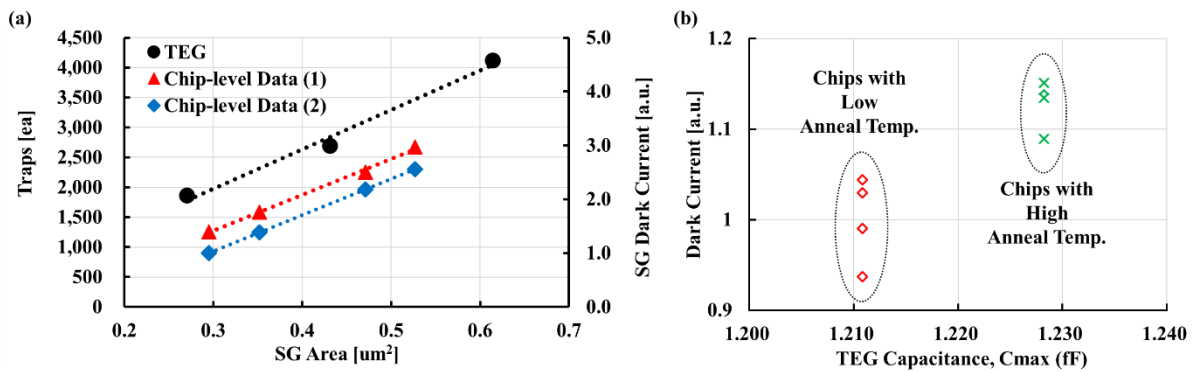 (a)
4,500
4,000
3,500
3,000
2,500
2,000
1,500
1,000
500
0
Traps [ea]
TEG
Chip-level Data (1)
Chip-level Data (2)
5.0
4.0
3.0
2.0
1.0
0.0
SG Dark Current [a.u.]
0.2 0.3 0.4 0.5 0.6 0.7
SG Area [um²]
(b)
1.2
1.1
1
0.9
Dark Current [a.u.]
Chips with
Low
Anneal Temp.
Chips with
High
Anneal Temp.
1.200 1.210 1.220 1.230 1.240
TEG Capacitance, Cmax (fF)